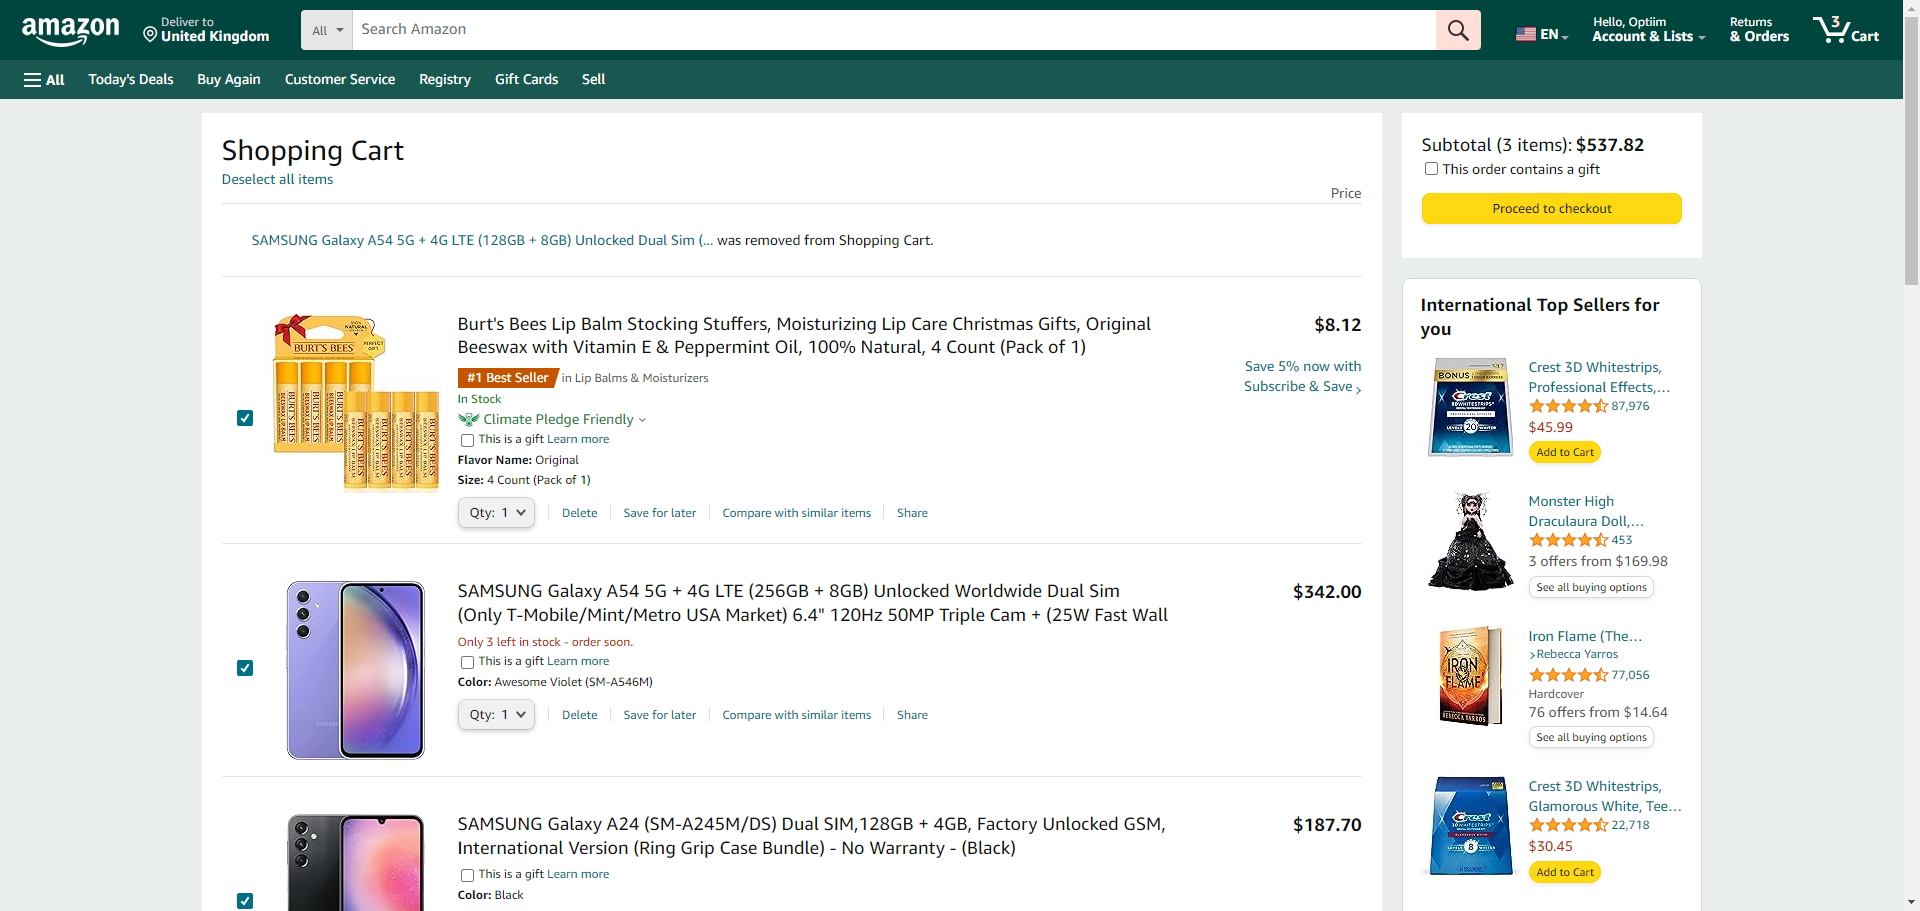 amazon
Deliver to
United Kingdom
All
Search Amazon
EN
Hello, Optiim
Account & Lists
Returns
& Orders
3
Cart
All
Today's Deals
Buy Again
Customer Service
Registry
Gift Cards
Sell
Shopping Cart
Deselect all items
Price
SAMSUNG Galaxy A54 5G + 4G LTE (128GB + 8GB) Unlocked Dual Sim (... was removed from Shopping Cart.
BURT'S BEES
Burt's Bees Lip Balm Stocking Stuffers, Moisturizing Lip Care Christmas Gifts, Original
Beeswax with Vitamin E & Peppermint Oil, 100% Natural, 4 Count (Pack of 1)
$8.12
#1 Best Seller in Lip Balms & Moisturizers
In Stock
Climate Pledge Friendly
This is a gift Learn more
Flavor Name: Original
Size: 4 Count (Pack of 1)
Save 5% now with
Subscribe & Save
Qty: 1
Delete
Save for later
Compare with similar items
Share
SAMSUNG Galaxy A54 5G + 4G LTE (256GB + 8GB) Unlocked Worldwide Dual Sim
(Only T-Mobile/Mint/Metro USA Market) 6.4" 120Hz 50MP Triple Cam + (25W Fast Wall
$342.00
Only 3 left in stock - order soon.
This is a gift Learn more
Color: Awesome Violet (SM-A546M)
Qty: 1
Delete
Save for later
Compare with similar items
Share
SAMSUNG Galaxy A24 (SM-A245M/DS) Dual SIM,128GB + 4GB, Factory Unlocked GSM,
International Version (Ring Grip Case Bundle) - No Warranty - (Black)
$187.70
This is a gift Learn more
Color: Black
Subtotal (3 items): $537.82
This order contains a gift
Proceed to checkout
International Top Sellers for
you
BONUS
Crest
3DWHITESTRIPS
20
Crest 3D Whitestrips,
Professional Effects,...
87,976
$45.99
Add to Cart
Monster High
Draculaura Doll,...
453
3 offers from $169.98
See all buying options
IRON
FLAME
REBECCA YARROS
Iron Flame (The...
Rebecca Yarros
77,056
Hardcover
76 offers from $14.64
See all buying options
Crest
3DWHITESTRIPS
8
Crest 3D Whitestrips,
Glamorous White, Tee...
22,718
$30.45
Add to Cart